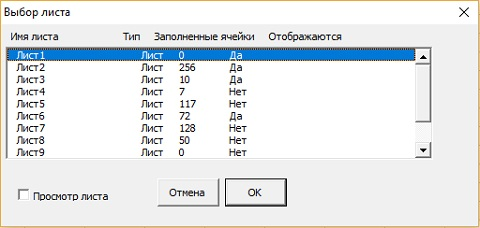 Выбор листа
Имя листа Тип Заполненные ячейки Отображаются
Лист1 Лист 0 Да
Лист2 Лист 256 Да
Лист3 Лист 10 Да
Лист4 Лист 7 Нет
Лист5 Лист 117 Нет
Лист6 Лист 72 Да
Лист7 Лист 128 Нет
Лист8 Лист 50 Нет
Лист9 Лист 0 Нет
Просмотр листа Отмена OK